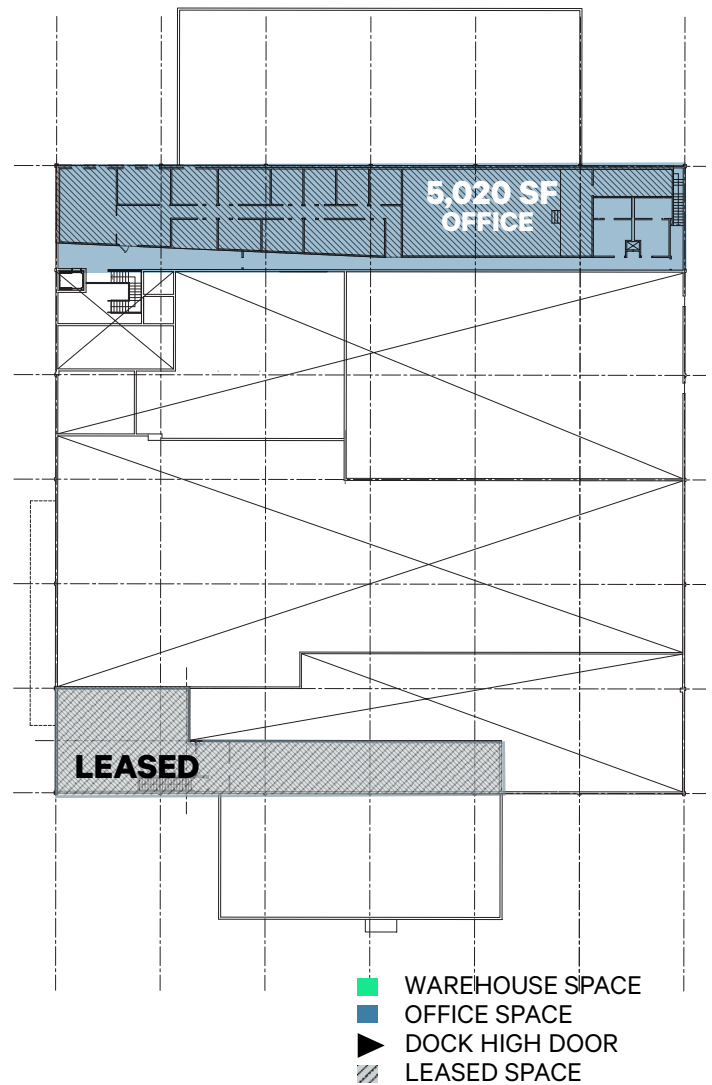 5,020 SF
OFFICE
LEASED
WAREHOUSE SPACE
OFFICE SPACE
DOCK HIGH DOOR
LEASED SPACE